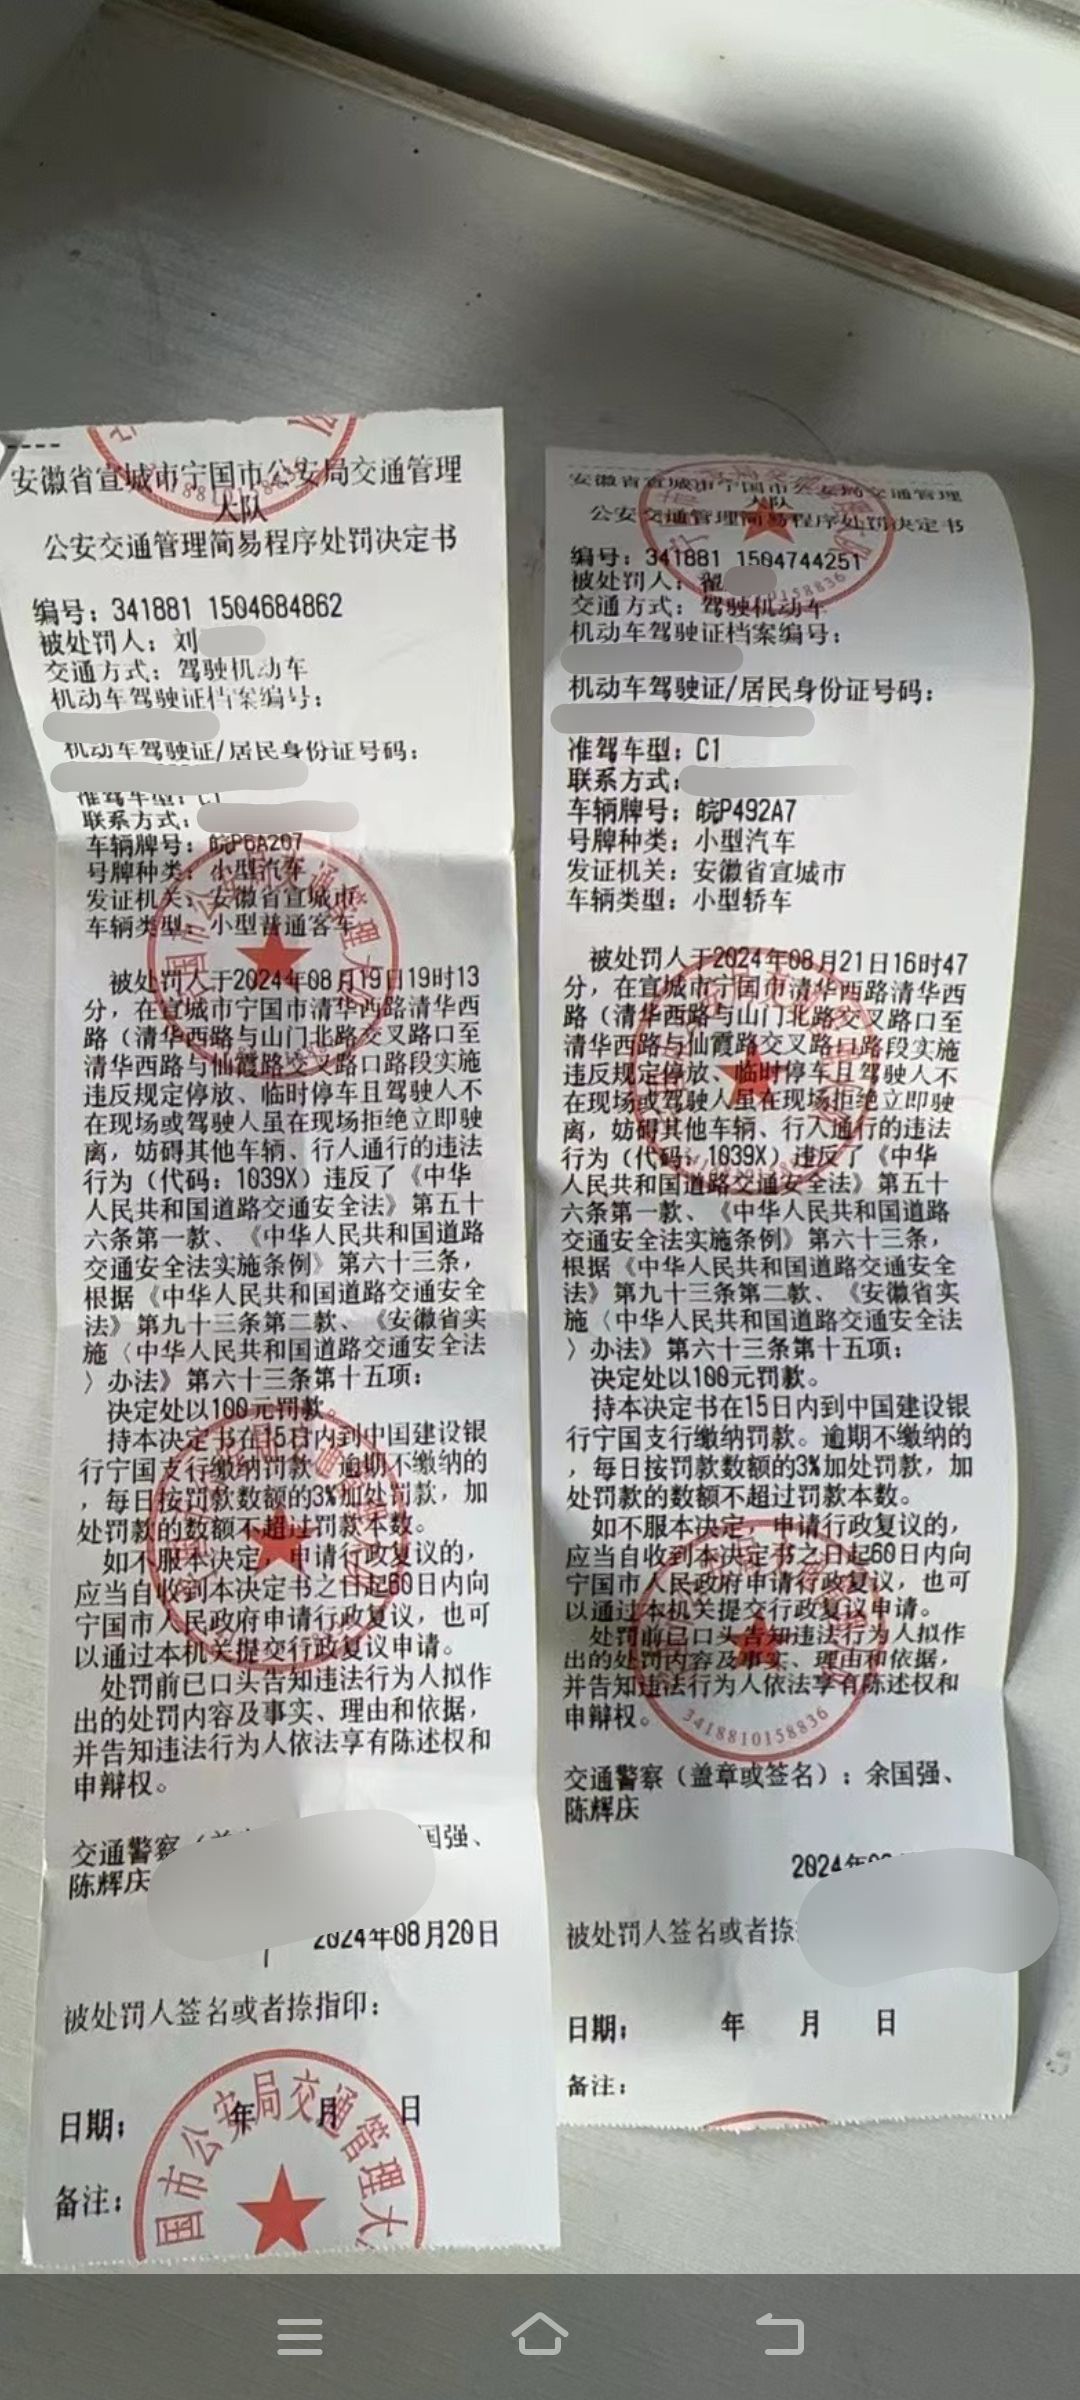 安徽省宣城市宁国市公安局交通管理
大队
公安交通管理简易程序处罚决定书
编号：341881 1504684862
被处罚人：刘
交通方式：驾驶机动车
机动车驾驶证档案编号：
机动车驾驶证/居民身份证号码：
准驾车型：C1
联系方式：
车辆牌号：皖P6A207
号牌种类：小型汽车
发证机关：安徽省宣城市
车辆类型：小型普通客车
被处罚人于2024年08月19日19时13
分，在宣城市宁国市清华西路清华西
路（清华西路与山门北路交叉路口至
清华西路与仙霞路交叉路口路段实施
违反规定停放、临时停车且驾驶人不
在现场或驾驶人虽在现场拒绝立即驶
离，妨碍其他车辆、行人通行的违法
行为（代码：1039X）违反了《中华
人民共和国道路交通安全法》第五十
六条第一款、《中华人民共和国道路
交通安全法实施条例》第六十三条，
根据《中华人民共和国道路交通安全
法》第九十三条第二款、《安徽省实
施〈中华人民共和国道路交通安全法
〉办法》第六十三条第十五项：
决定处以100元罚款。
持本决定书在15日内到中国建设银
行宁国支行缴纳罚款。逾期不缴纳的
，每日按罚款数额的3%加处罚款，加
处罚款的数额不超过罚款本数。
如不服本决定，申请行政复议的，
应当自收到本决定书之日起60日内向
宁国市人民政府申请行政复议，也可
以通过本机关提交行政复议申请。
处罚前已口头告知违法行为人拟作
出的处罚内容及事实、理由和依据，
并告知违法行为人依法享有陈述权和
申辩权。
交通警察（盖 国强、
陈辉庆
2024年08月20日
被处罚人签名或者捺指印：
日期： 年 月 日
备注：
国市公安局交通管理大
安徽省宣城市宁国市公安局交通管理
大队
公安交通管理简易程序处罚决定书
编号：341881 1504744251
被处罚人：翟
交通方式：驾驶机动车
机动车驾驶证档案编号：
机动车驾驶证/居民身份证号码：
准驾车型：C1
联系方式：
车辆牌号：皖P492A7
号牌种类：小型汽车
发证机关：安徽省宣城市
车辆类型：小型轿车
被处罚人于2024年08月21日16时47
分，在宣城市宁国市清华西路清华西
路（清华西路与山门北路交叉路口至
清华西路与仙霞路交叉路口路段实施
违反规定停放、临时停车且驾驶人不
在现场或驾驶人虽在现场拒绝立即驶
离，妨碍其他车辆、行人通行的违法
行为（代码：1039X）违反了《中华
人民共和国道路交通安全法》第五十
六条第一款、《中华人民共和国道路
交通安全法实施条例》第六十三条，
根据《中华人民共和国道路交通安全
法》第九十三条第二款、《安徽省实
施〈中华人民共和国道路交通安全法
〉办法》第六十三条第十五项：
决定处以100元罚款。
持本决定书在15日内到中国建设银
行宁国支行缴纳罚款。逾期不缴纳的
，每日按罚款数额的3%加处罚款，加
处罚款的数额不超过罚款本数。
如不服本决定，申请行政复议的，
应当自收到本决定书之日起60日内向
宁国市人民政府申请行政复议，也可
以通过本机关提交行政复议申请。
处罚前已口头告知违法行为人拟作
出的处罚内容及事实、理由和依据，
并告知违法行为人依法享有陈述权和
申辩权。
3418810158836
交通警察（盖章或签名）：余国强、
陈辉庆
2024年
被处罚人签名或者捺
日期： 年 月 日
备注：